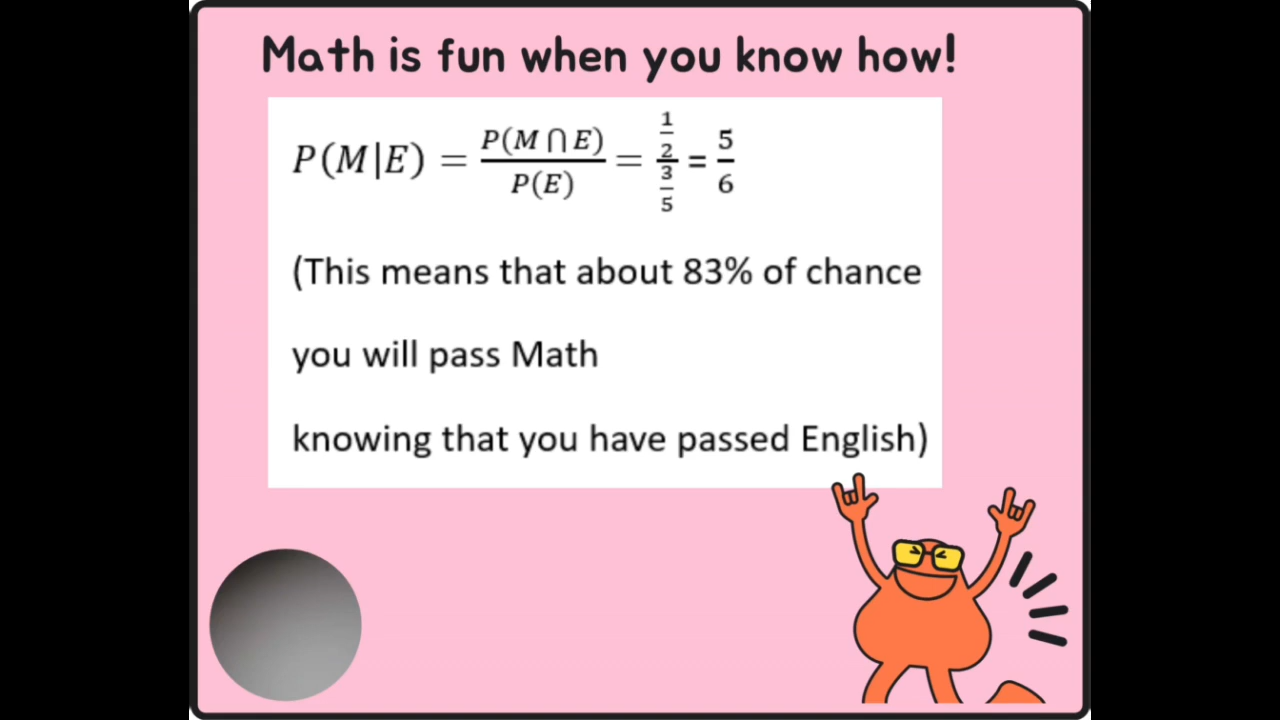 Math is fun when you know how!
P(M|E) = P(M ∩ E) / P(E) = 1/2 / 3/5 = 5/6
(This means that about 83% of chance
you will pass Math
knowing that you have passed English)